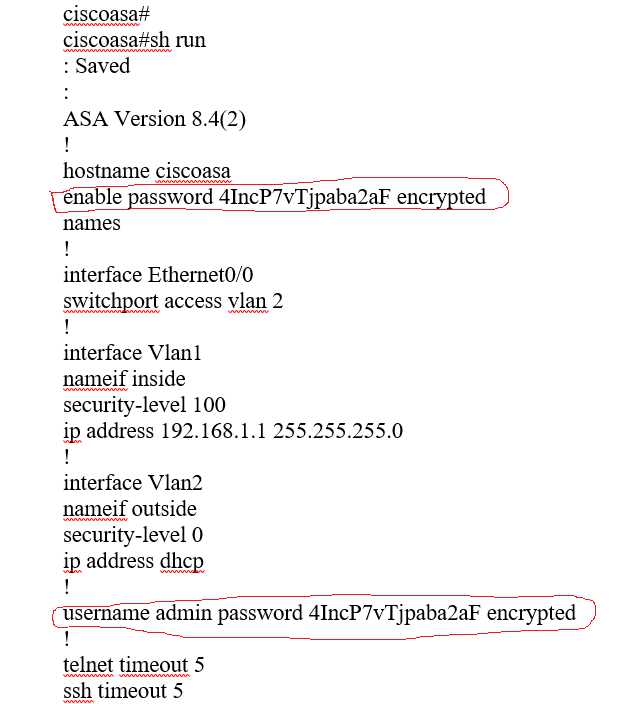 ciscoasa#
ciscoasa#sh run
: Saved
:
ASA Version 8.4(2)
!
hostname ciscoasa
enable password 4IncP7vTjpaba2aF encrypted
names
!
interface Ethernet0/0
switchport access vlan 2
!
interface Vlan1
nameif inside
security-level 100
ip address 192.168.1.1 255.255.255.0
!
interface Vlan2
nameif outside
security-level 0
ip address dhcp
!
username admin password 4IncP7vTjpaba2aF encrypted
!
telnet timeout 5
ssh timeout 5